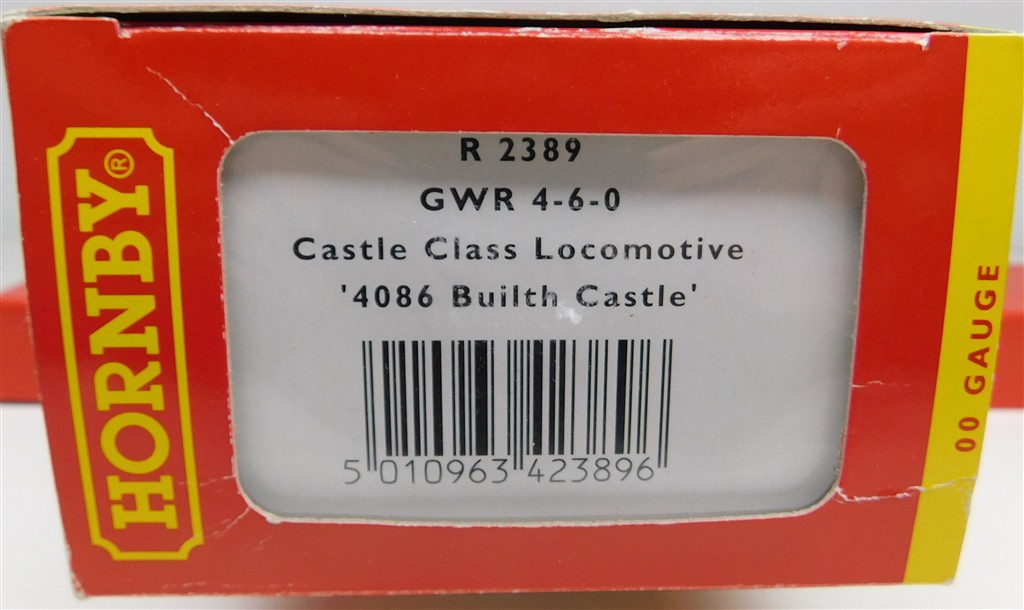 HORNBY®
R 2389
GWR 4-6-0
Castle Class Locomotive
'4086 Builth Castle'
5 010963 423896
00 GAUGE